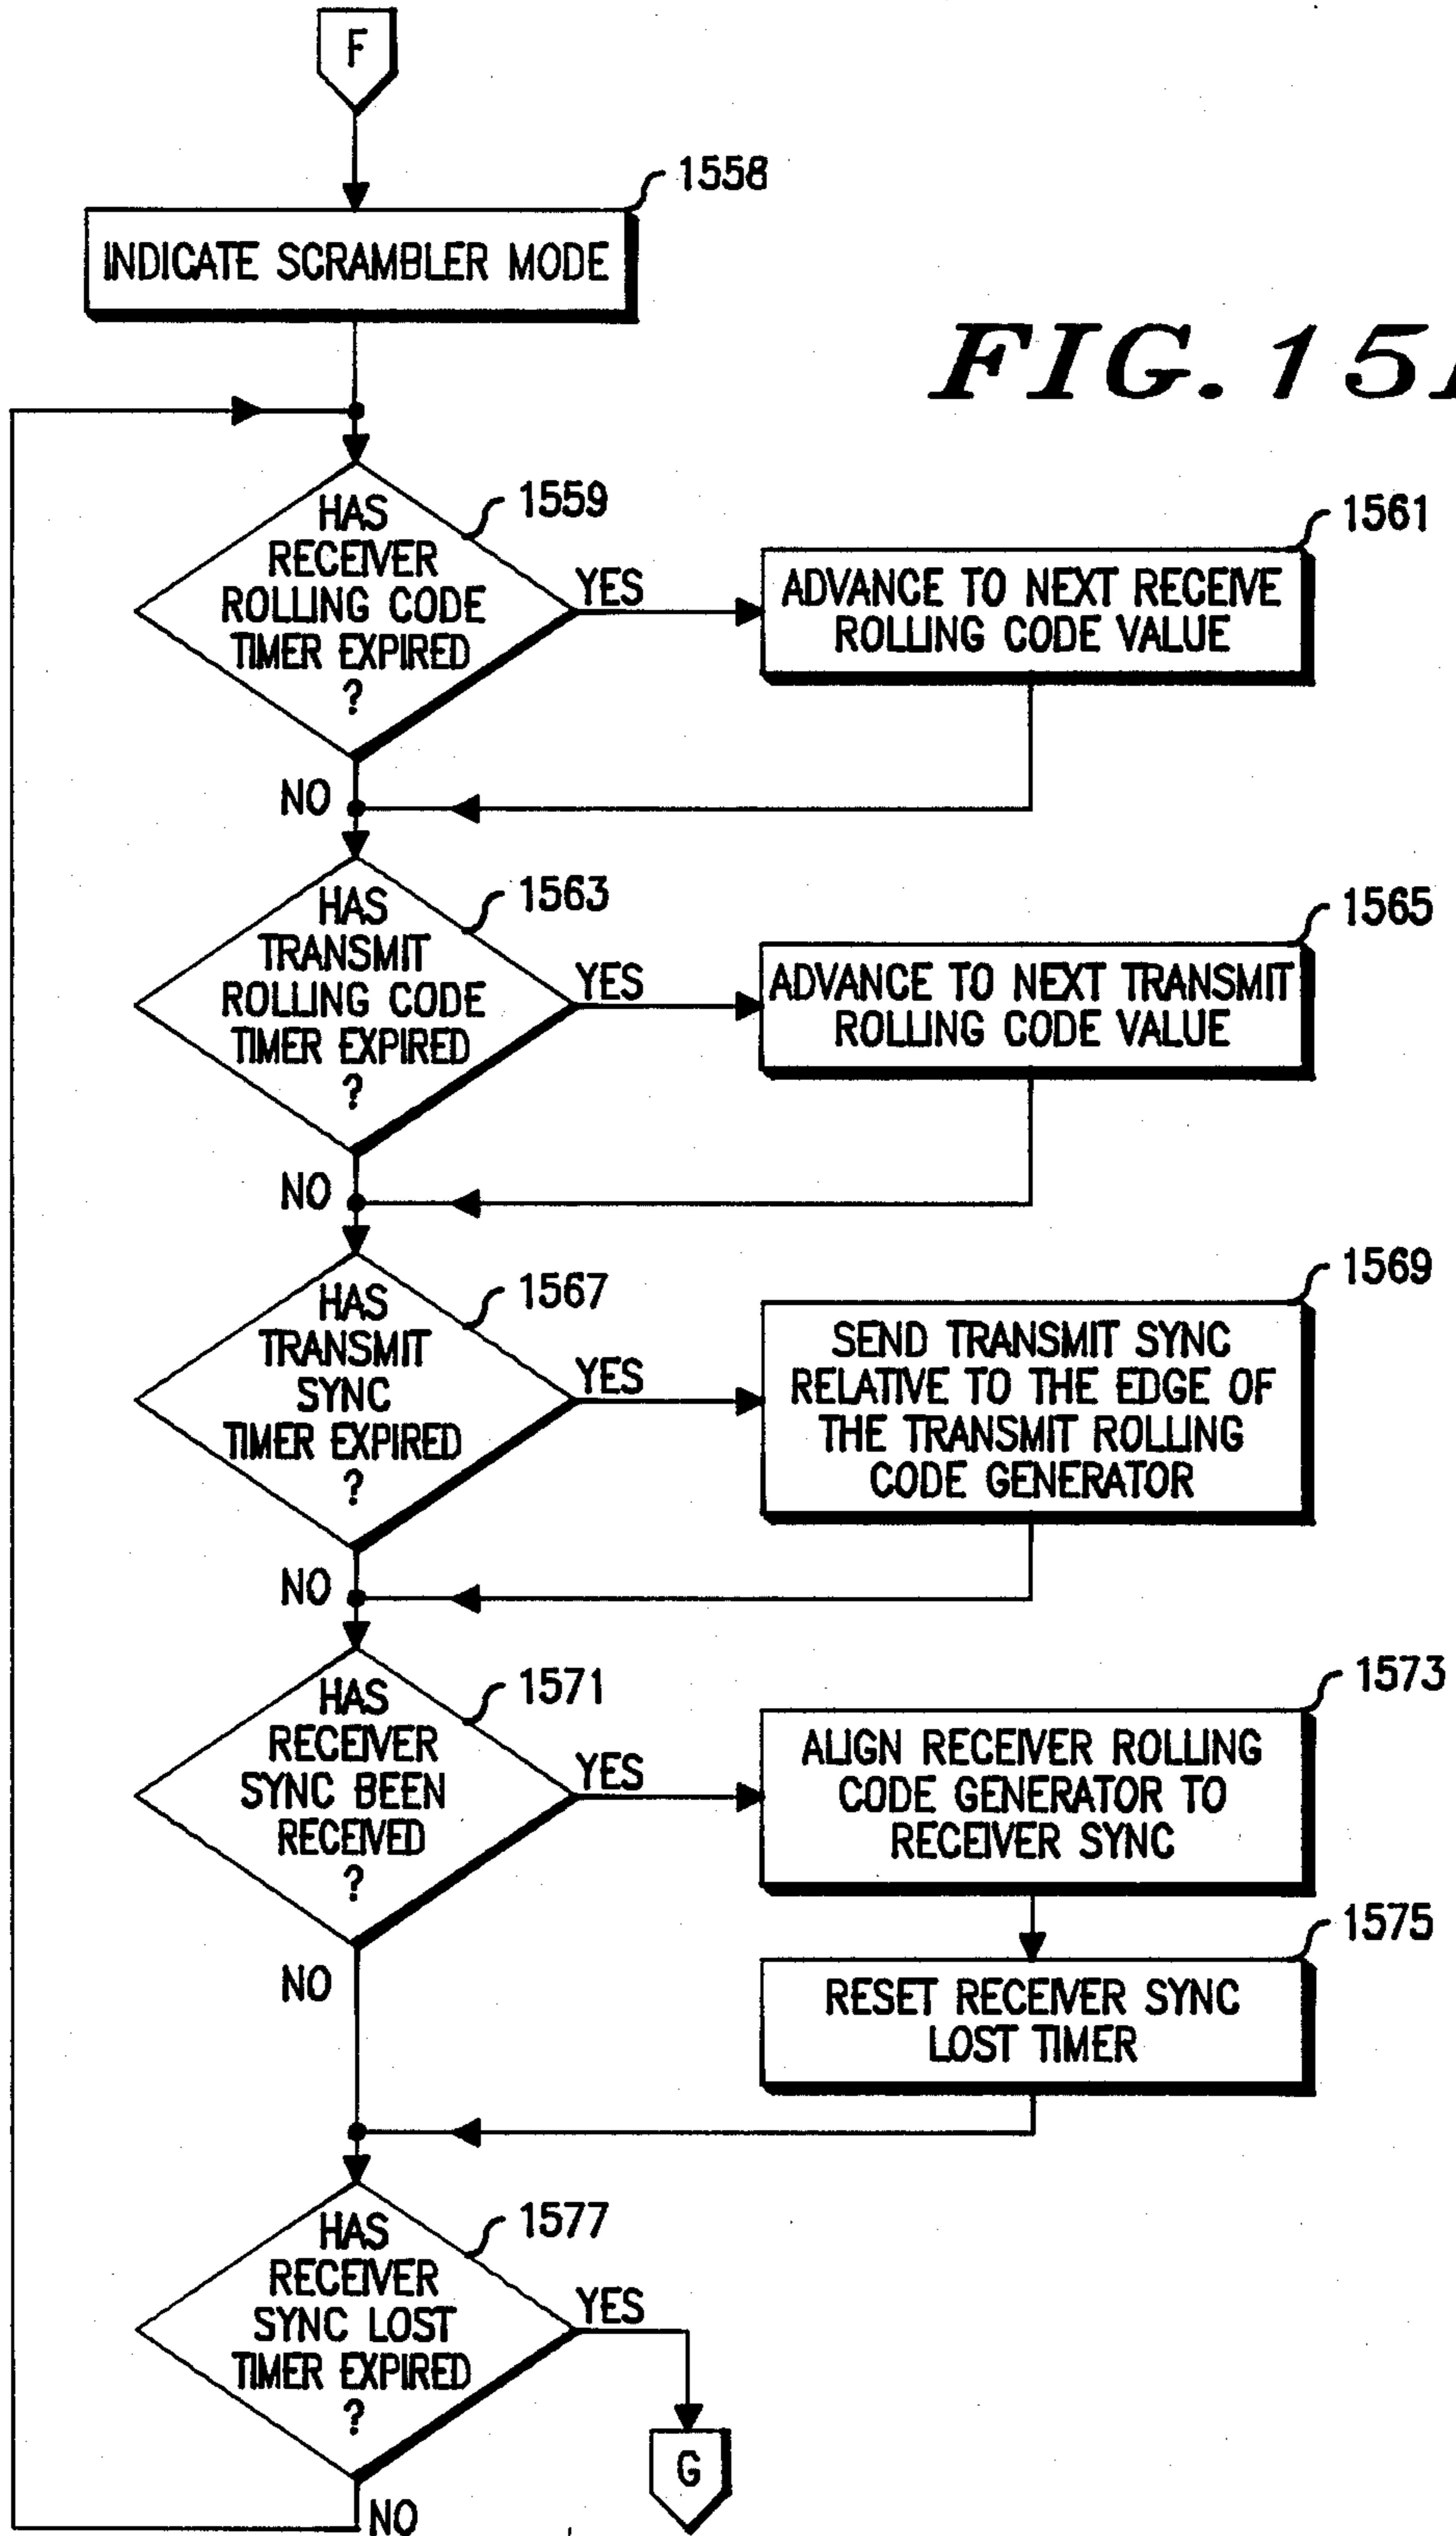 F
1558
INDICATE SCRAMBLER MODE
FIG. 15
1559
HAS
RECEIVER
ROLLING CODE
TIMER EXPIRED
?
YES
NO
1561
ADVANCE TO NEXT RECEIVE
ROLLING CODE VALUE
1563
HAS
TRANSMIT
ROLLING CODE
TIMER EXPIRED
?
YES
NO
1565
ADVANCE TO NEXT TRANSMIT
ROLLING CODE VALUE
1567
HAS
TRANSMIT
SYNC
TIMER EXPIRED
?
YES
NO
1569
SEND TRANSMIT SYNC
RELATIVE TO THE EDGE OF
THE TRANSMIT ROLLING
CODE GENERATOR
1571
HAS
RECEIVER
SYNC BEEN
RECEIVED
?
YES
NO
1573
ALIGN RECEIVER ROLLING
CODE GENERATOR TO
RECEIVER SYNC
1575
RESET RECEIVER SYNC
LOST TIMER
1577
HAS
RECEIVER
SYNC LOST
TIMER EXPIRED
?
YES
NO
G